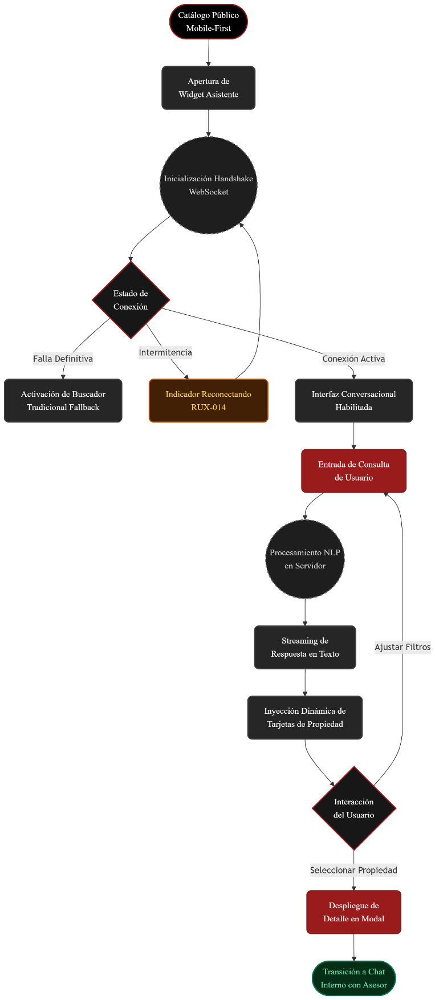 Catálogo Público
Mobile-First
Apertura de
Widget Asistente
Inicialización Handshake
WebSocket
Estado de
Conexión
Falla Definitiva
Intermitencia
Conexión Activa
Activación de Buscador
Tradicional Fallback
Indicador Reconectando
RUX-014
Interfaz Conversacional
Habilitada
Entrada de Consulta
de Usuario
Procesamiento NLP
en Servidor
Streaming de
Respuesta en Texto
Ajustar Filtros
Inyección Dinámica de
Tarjetas de Propiedad
Interacción
del Usuario
Seleccionar Propiedad
Despliegue de
Detalle en Modal
Transición a Chat
Interno con Asesor